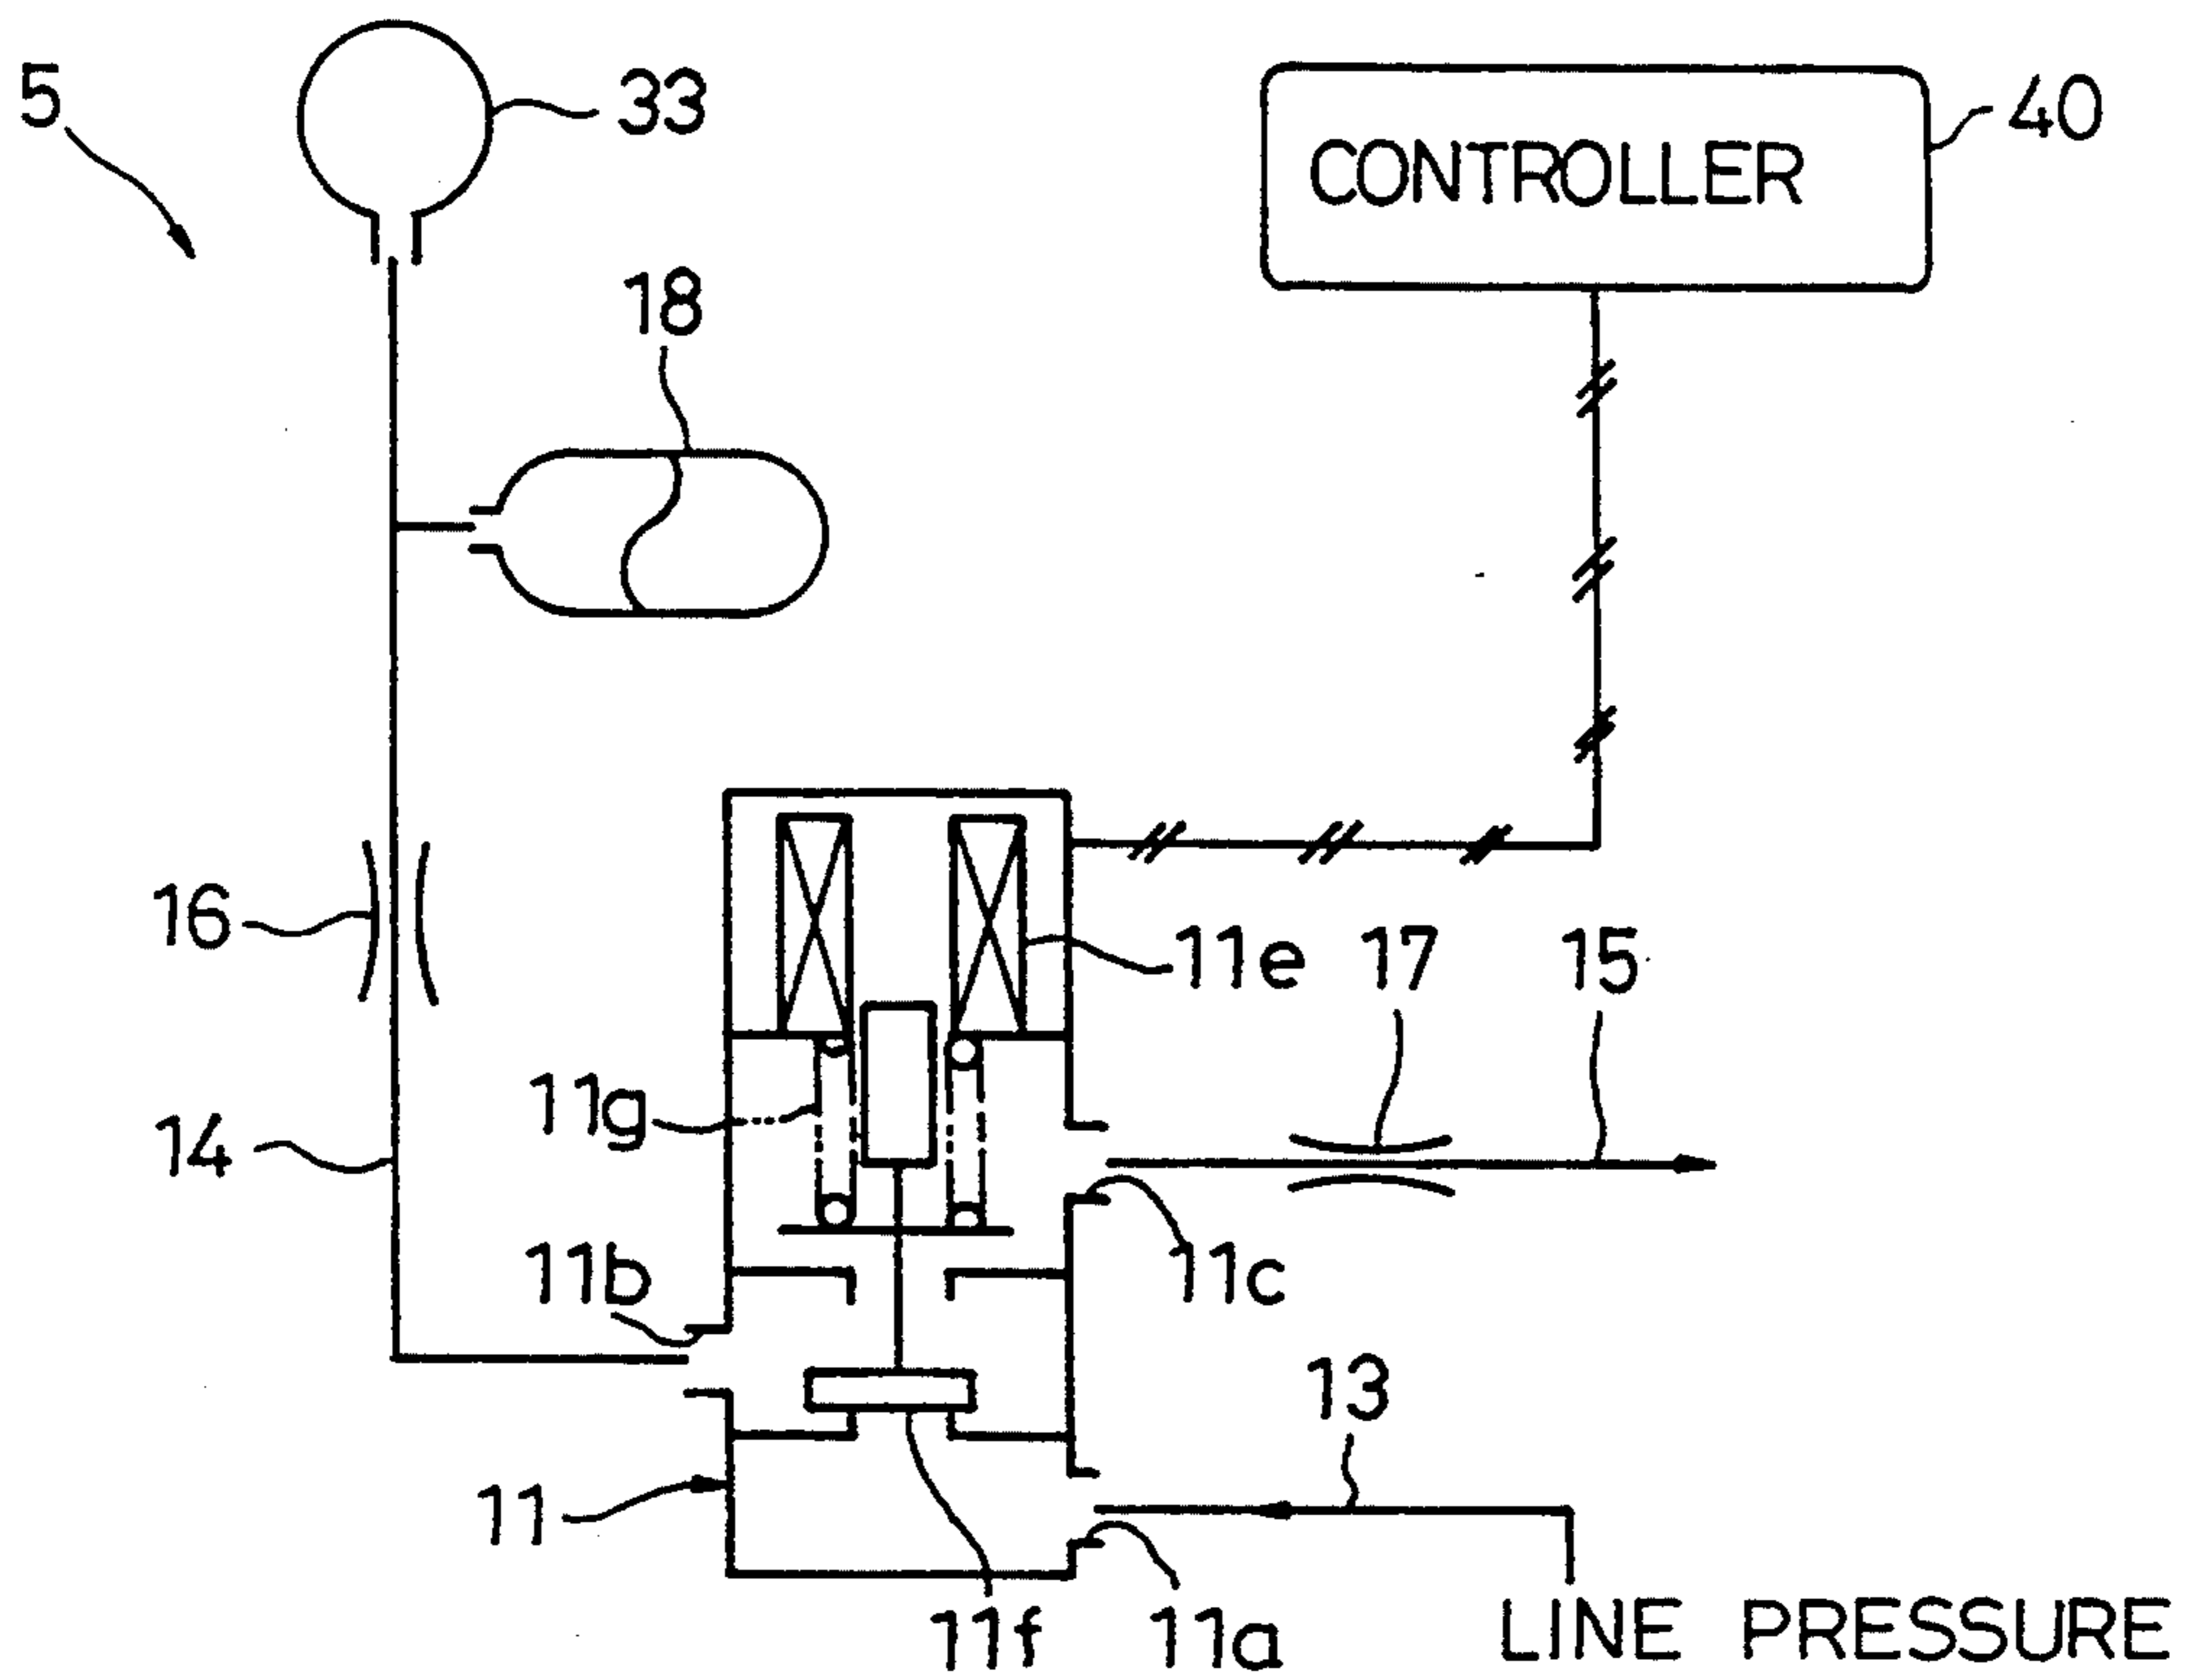 5
33
CONTROLLER
40
18
16
11e
17
15
11g
14
11b
11c
13
11
11f
11a
LINE PRESSURE